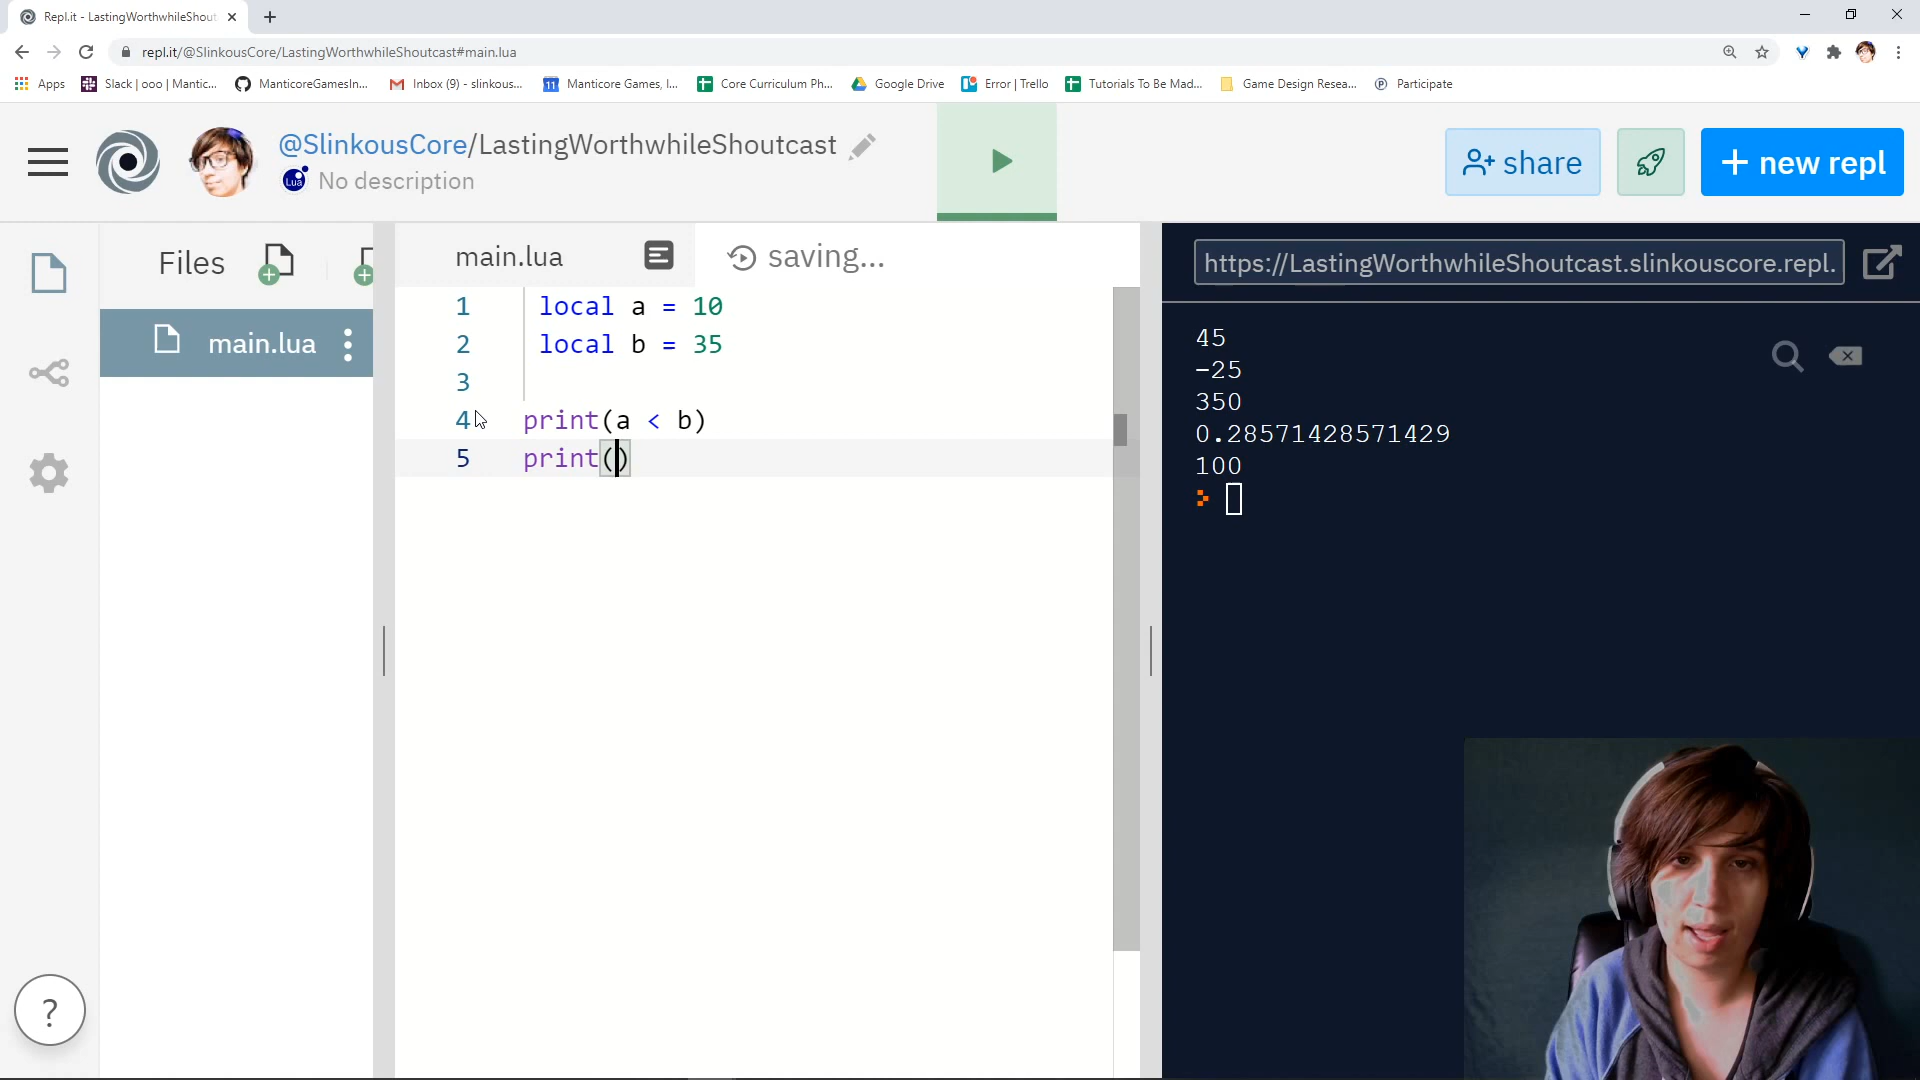 Repl.it - LastingWorthwhileShout
repl.it/@SlinkousCore/LastingWorthwhileShoutcast#main.lua
Apps
Slack | ooo | Mantic...
ManticoreGamesIn...
Inbox (9) - slinkous...
11
Manticore Games, I...
Core Curriculum Ph...
Google Drive
Error | Trello
Tutorials To Be Mad...
Game Design Resea...
Participate
@SlinkousCore/LastingWorthwhileShoutcast
Lua
No description
share
+ new repl
Files
main.lua
main.lua
saving...
1 local a = 10
2 local b = 35
3
4 print(a < b)
5 print()
https://LastingWorthwhileShoutcast.slinkouscore.repl.
45
-25
350
0.28571428571429
100
?